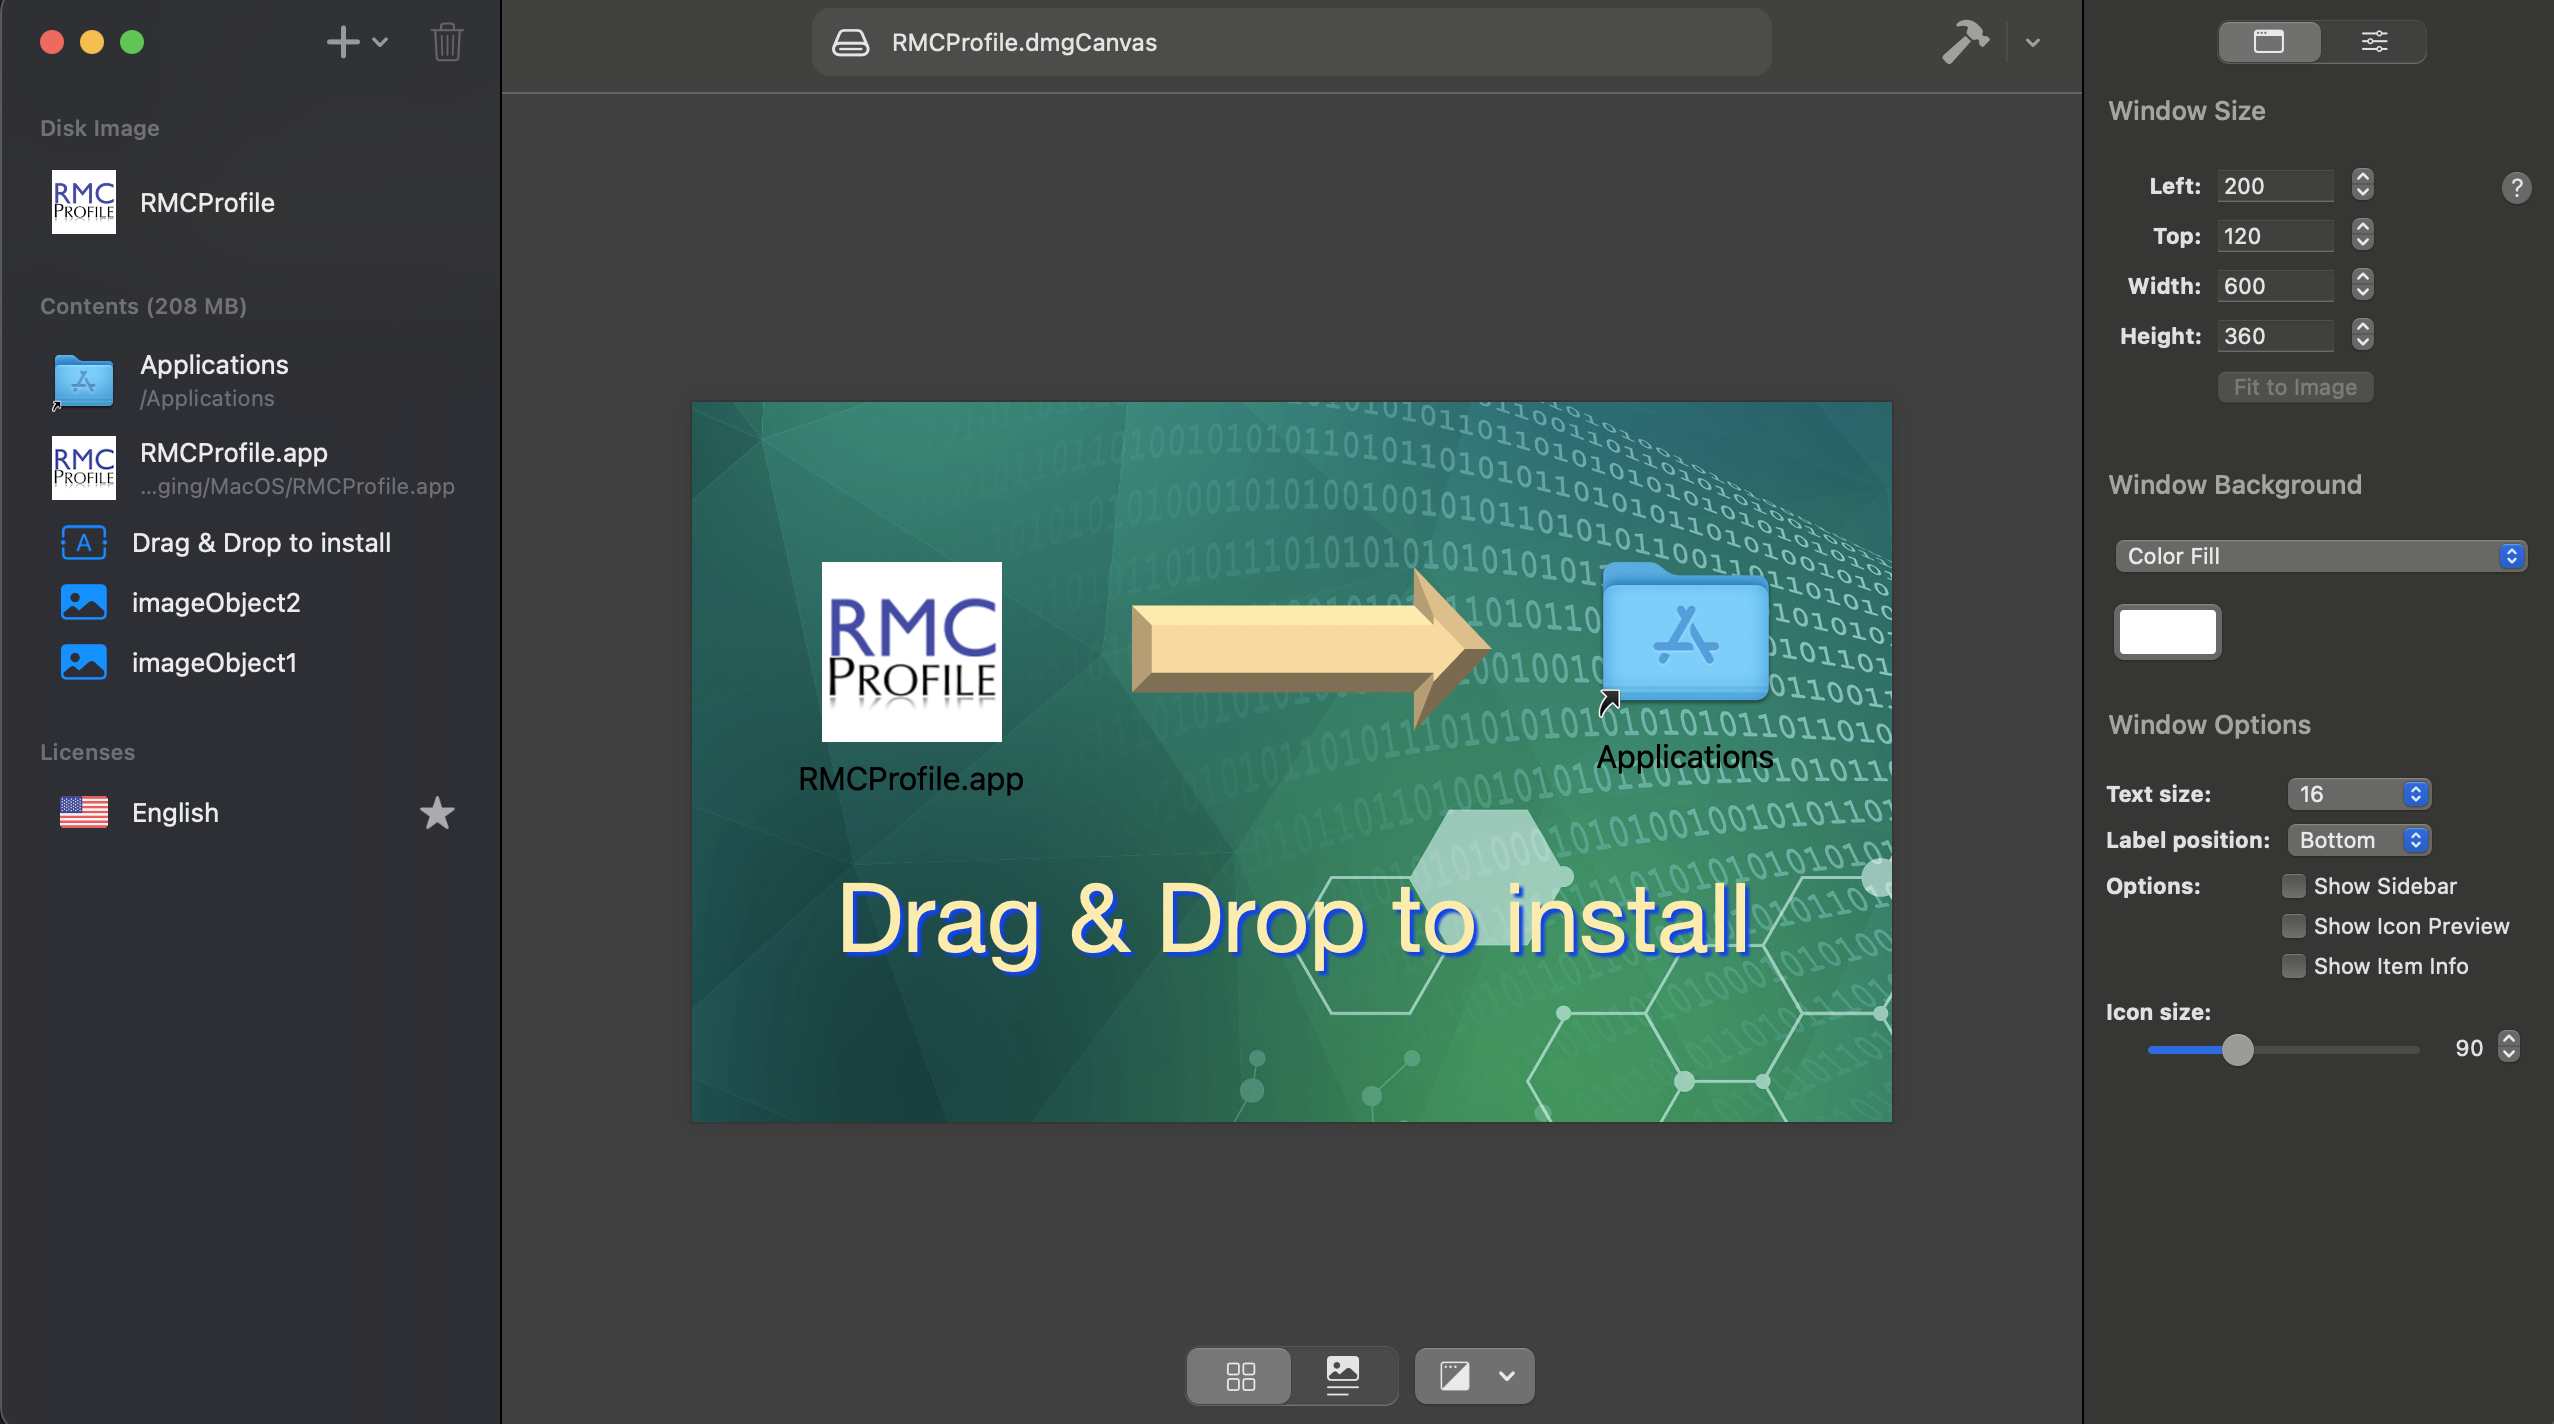 RMCProfile.dmgCanvas
Disk Image
RMC
PROFILE
RMCProfile
Contents (208 MB)
Applications
/Applications
RMC
PROFILE
RMCProfile.app
...ging/MacOS/RMCProfile.app
A
Drag & Drop to install
imageObject2
imageObject1
Licenses
English
RMC
PROFILE
RMCProfile.app
Applications
Drag & Drop to install
Window Size
Left: 200
?
Top: 120
Width: 600
Height: 360
Fit to Image
Window Background
Color Fill
Window Options
Text size: 16
Label position: Bottom
Options: Show Sidebar
Show Icon Preview
Show Item Info
Icon size:
90